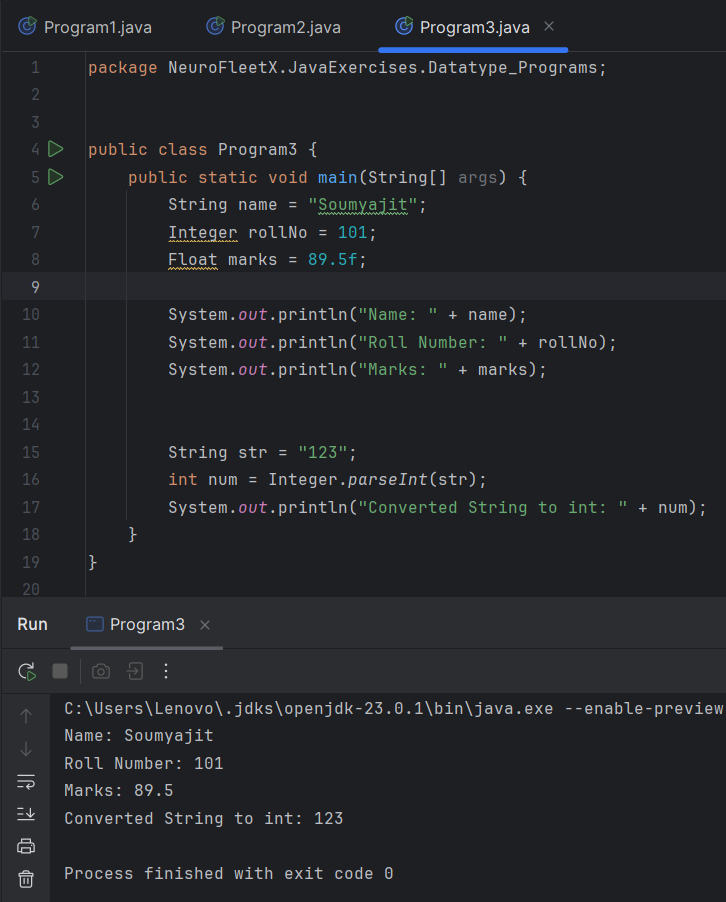 Program1.java Program2.java Program3.java
1 package NeuroFleetX.JavaExercises.Datatype_Programs;
2
3
4 public class Program3 {
5     public static void main(String[] args) {
6         String name = "Soumyajit";
7         Integer rollNo = 101;
8         Float marks = 89.5f;
9
10         System.out.println("Name: " + name);
11         System.out.println("Roll Number: " + rollNo);
12         System.out.println("Marks: " + marks);
13
14
15         String str = "123";
16         int num = Integer.parseInt(str);
17         System.out.println("Converted String to int: " + num);
18     }
19 }
20
Run Program3
C:\Users\Lenovo\.jdks\openjdk-23.0.1\bin\java.exe --enable-preview
Name: Soumyajit
Roll Number: 101
Marks: 89.5
Converted String to int: 123
Process finished with exit code 0